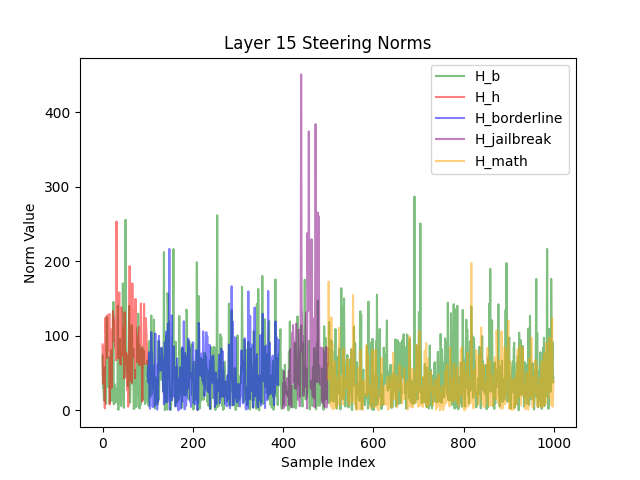 Layer 15 Steering Norms
H_b
H_h
H_borderline
H_jailbreak
H_math
Norm Value
400
300
200
100
0
0 200 400 600 800 1000
Sample Index